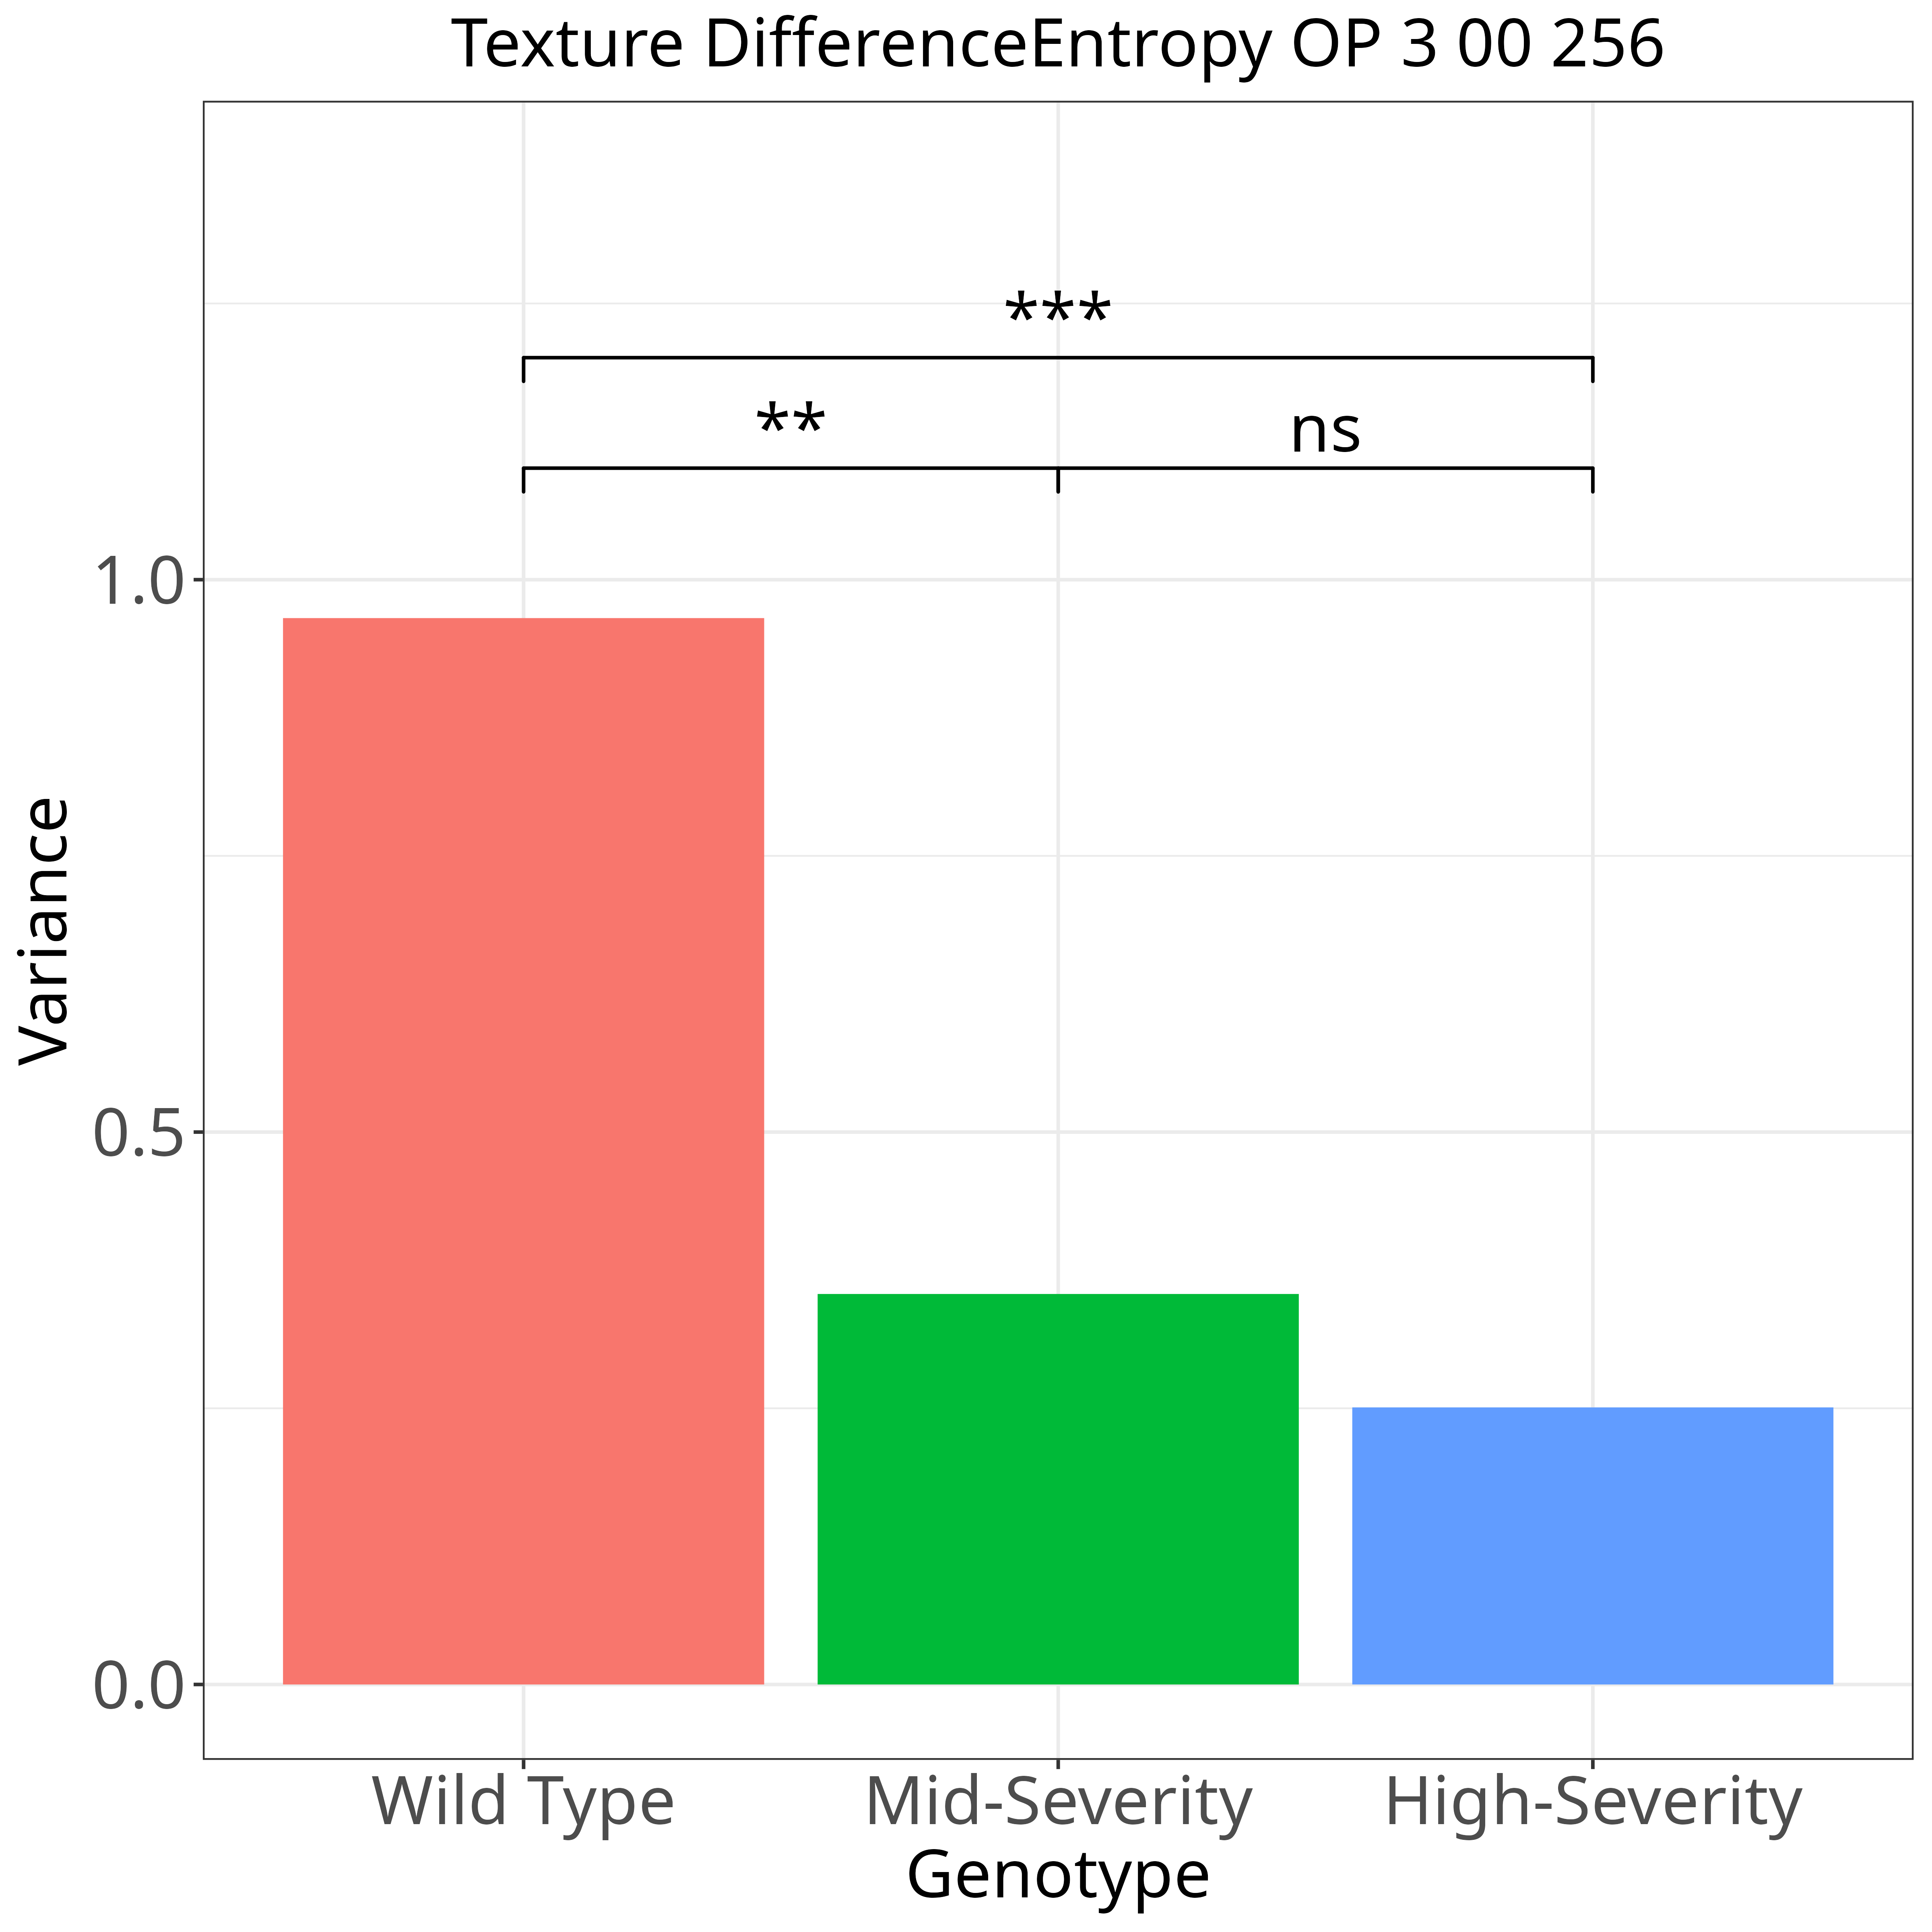 Texture DifferenceEntropy OP 3 00 256
***
** ns
1.0
0.5
0.0
Variance
Wild Type Mid-Severity High-Severity
Genotype